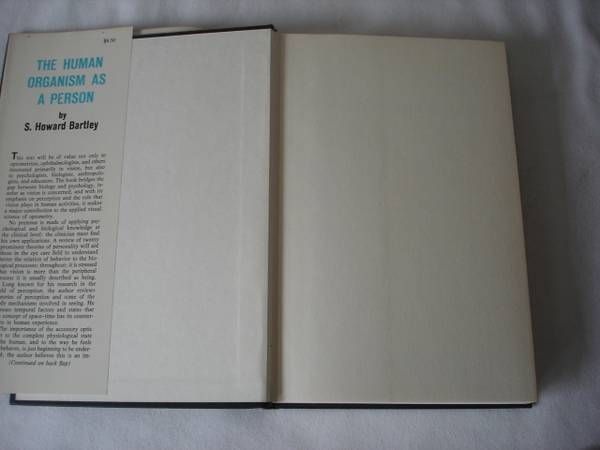 THE HUMAN
ORGANISM AS
A PERSON
by
S. Howard Bartley
This text will be of value not only to
optometrists, ophthalmologists, and others
interested primarily in vision, but also
to psychologists, biologists, anthropolo-
gists, and educators. The book bridges the
gap between biology and psychology, in-
sofar as vision is concerned, and with its
emphasis on perception and the role that
vision plays in human activities, it makes
a major contribution to the applied visual
science of optometry.
No pretense is made of applying psy-
chological and biological knowledge at
the clinical level: the clinician must find
his own applications. A review of twenty
prominent theories of personality will aid
those in the eye care field to understand
better the relation of behavior to the bio-
logical processes; throughout, it is stressed
that vision is more than the peripheral
process it is usually described as being.
Long known for his research in the
field of perception, the author reviews
theories of perception and some of the
body mechanisms involved in seeing. He
temporal factors and states that
concept of space-time has its counter-
in human experience.
The importance of the accessory optic
to the complete physiological state
the human, and to the way he feels
behaves, is just beginning to be under-
the author believes this is an im-
(Continued on back flap)